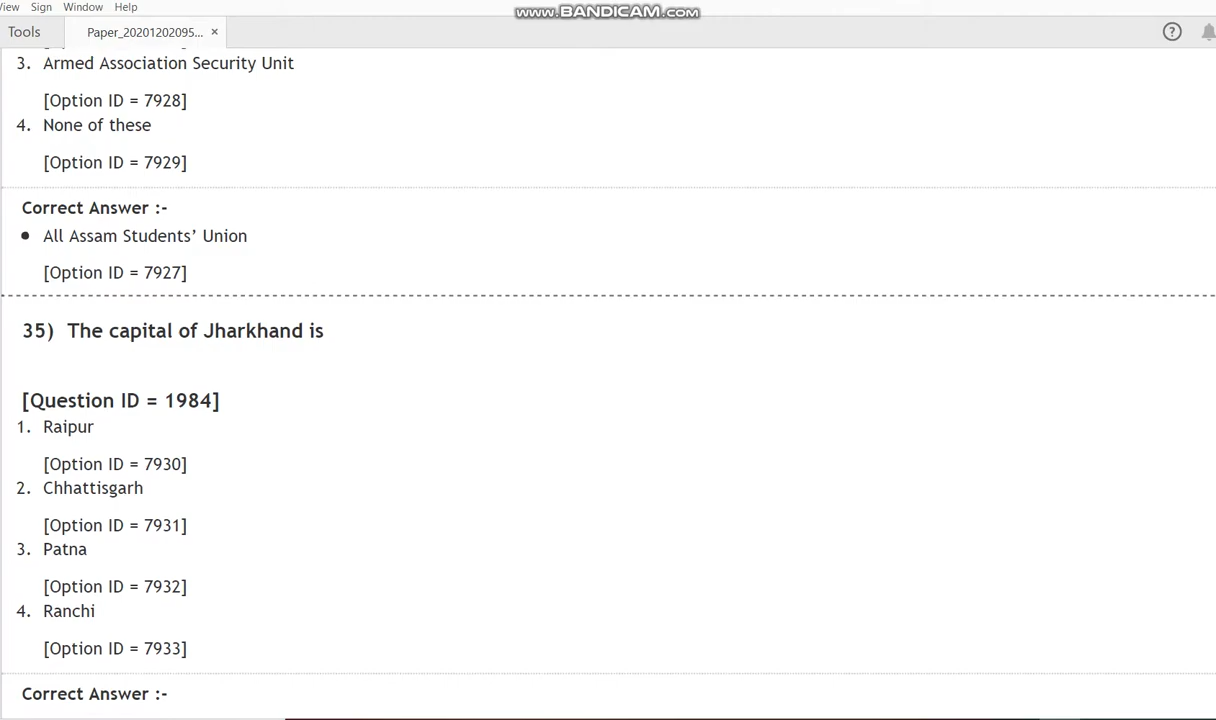 View Sign Window Help
www.BANDICAM.com
Tools Paper_20201202095... ×
3. Armed Association Security Unit
[Option ID = 7928]
4. None of these
[Option ID = 7929]
Correct Answer :-
• All Assam Students’ Union
[Option ID = 7927]
35) The capital of Jharkhand is
[Question ID = 1984]
1. Raipur
[Option ID = 7930]
2. Chhattisgarh
[Option ID = 7931]
3. Patna
[Option ID = 7932]
4. Ranchi
[Option ID = 7933]
Correct Answer :-